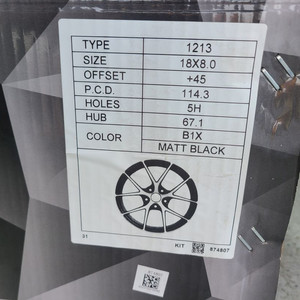 TYPE 1213
SIZE 18X8.0
OFFSET +45
P.C.D. 114.3
HOLES 5H
HUB 67.1
COLOR B1X
MATT BLACK
KIT 874807